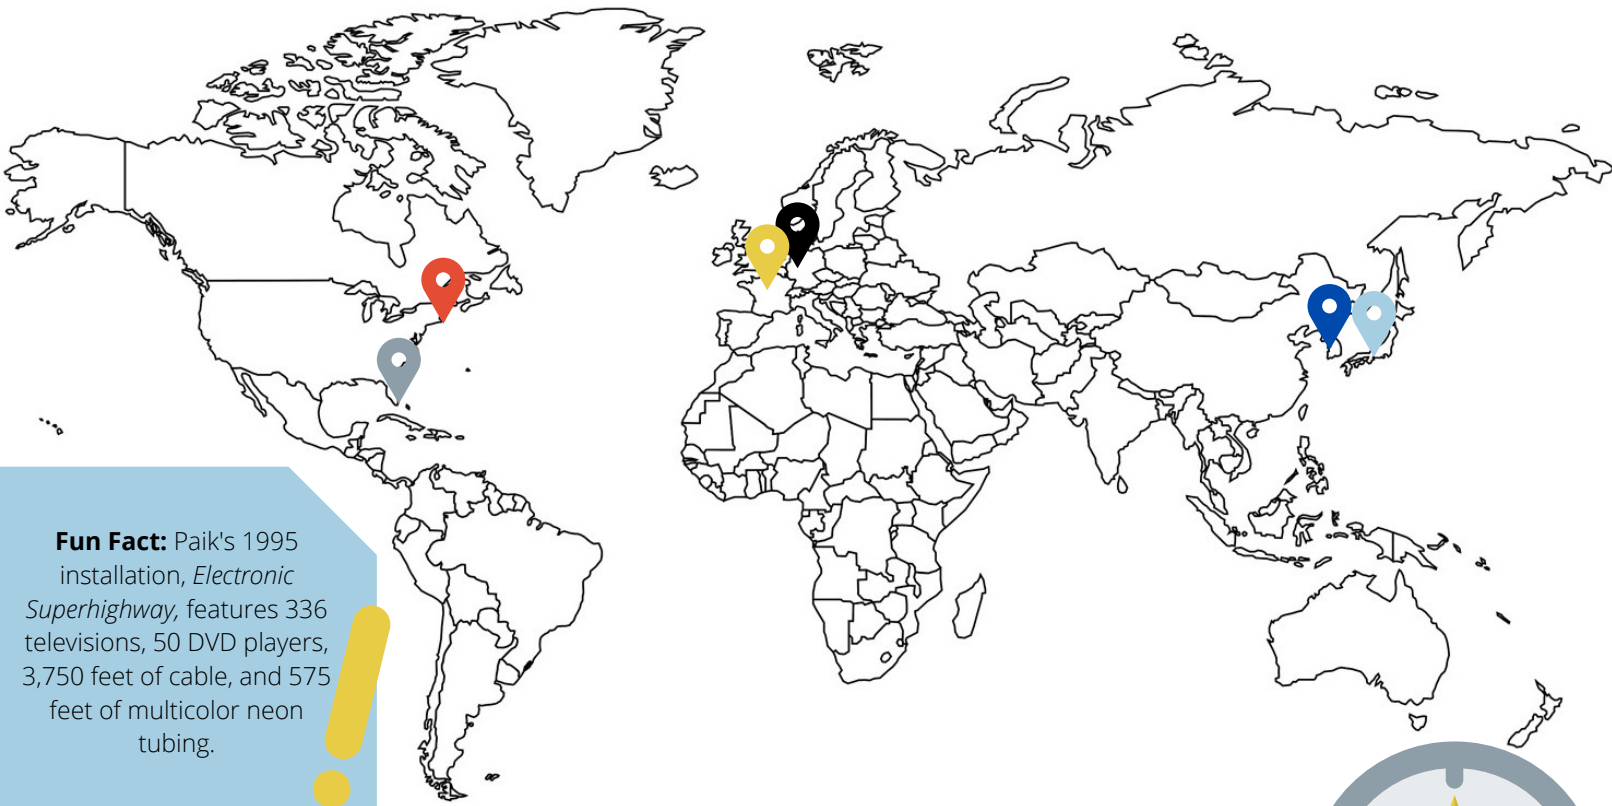 Fun Fact: Paik's 1995
installation, Electronic
Superhighway, features 336
televisions, 50 DVD players,
3,750 feet of cable, and 575
feet of multicolor neon
tubing.